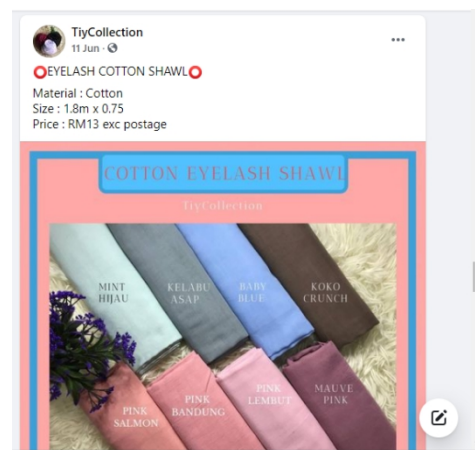 TiyCollection
11 Jun ·
⭕EYELASH COTTON SHAWL⭕
Material : Cotton
Size : 1.8m x 0.75
Price : RM13 exc postage
COTTON EYELASH SHAWL
TiyCollection
MINT HIJAU
KELABU ASAP
BABY BLUE
KOKO CRUNCH
PINK SALMON
PINK BANDUNG
PINK LEMBUT
MAUVE PINK